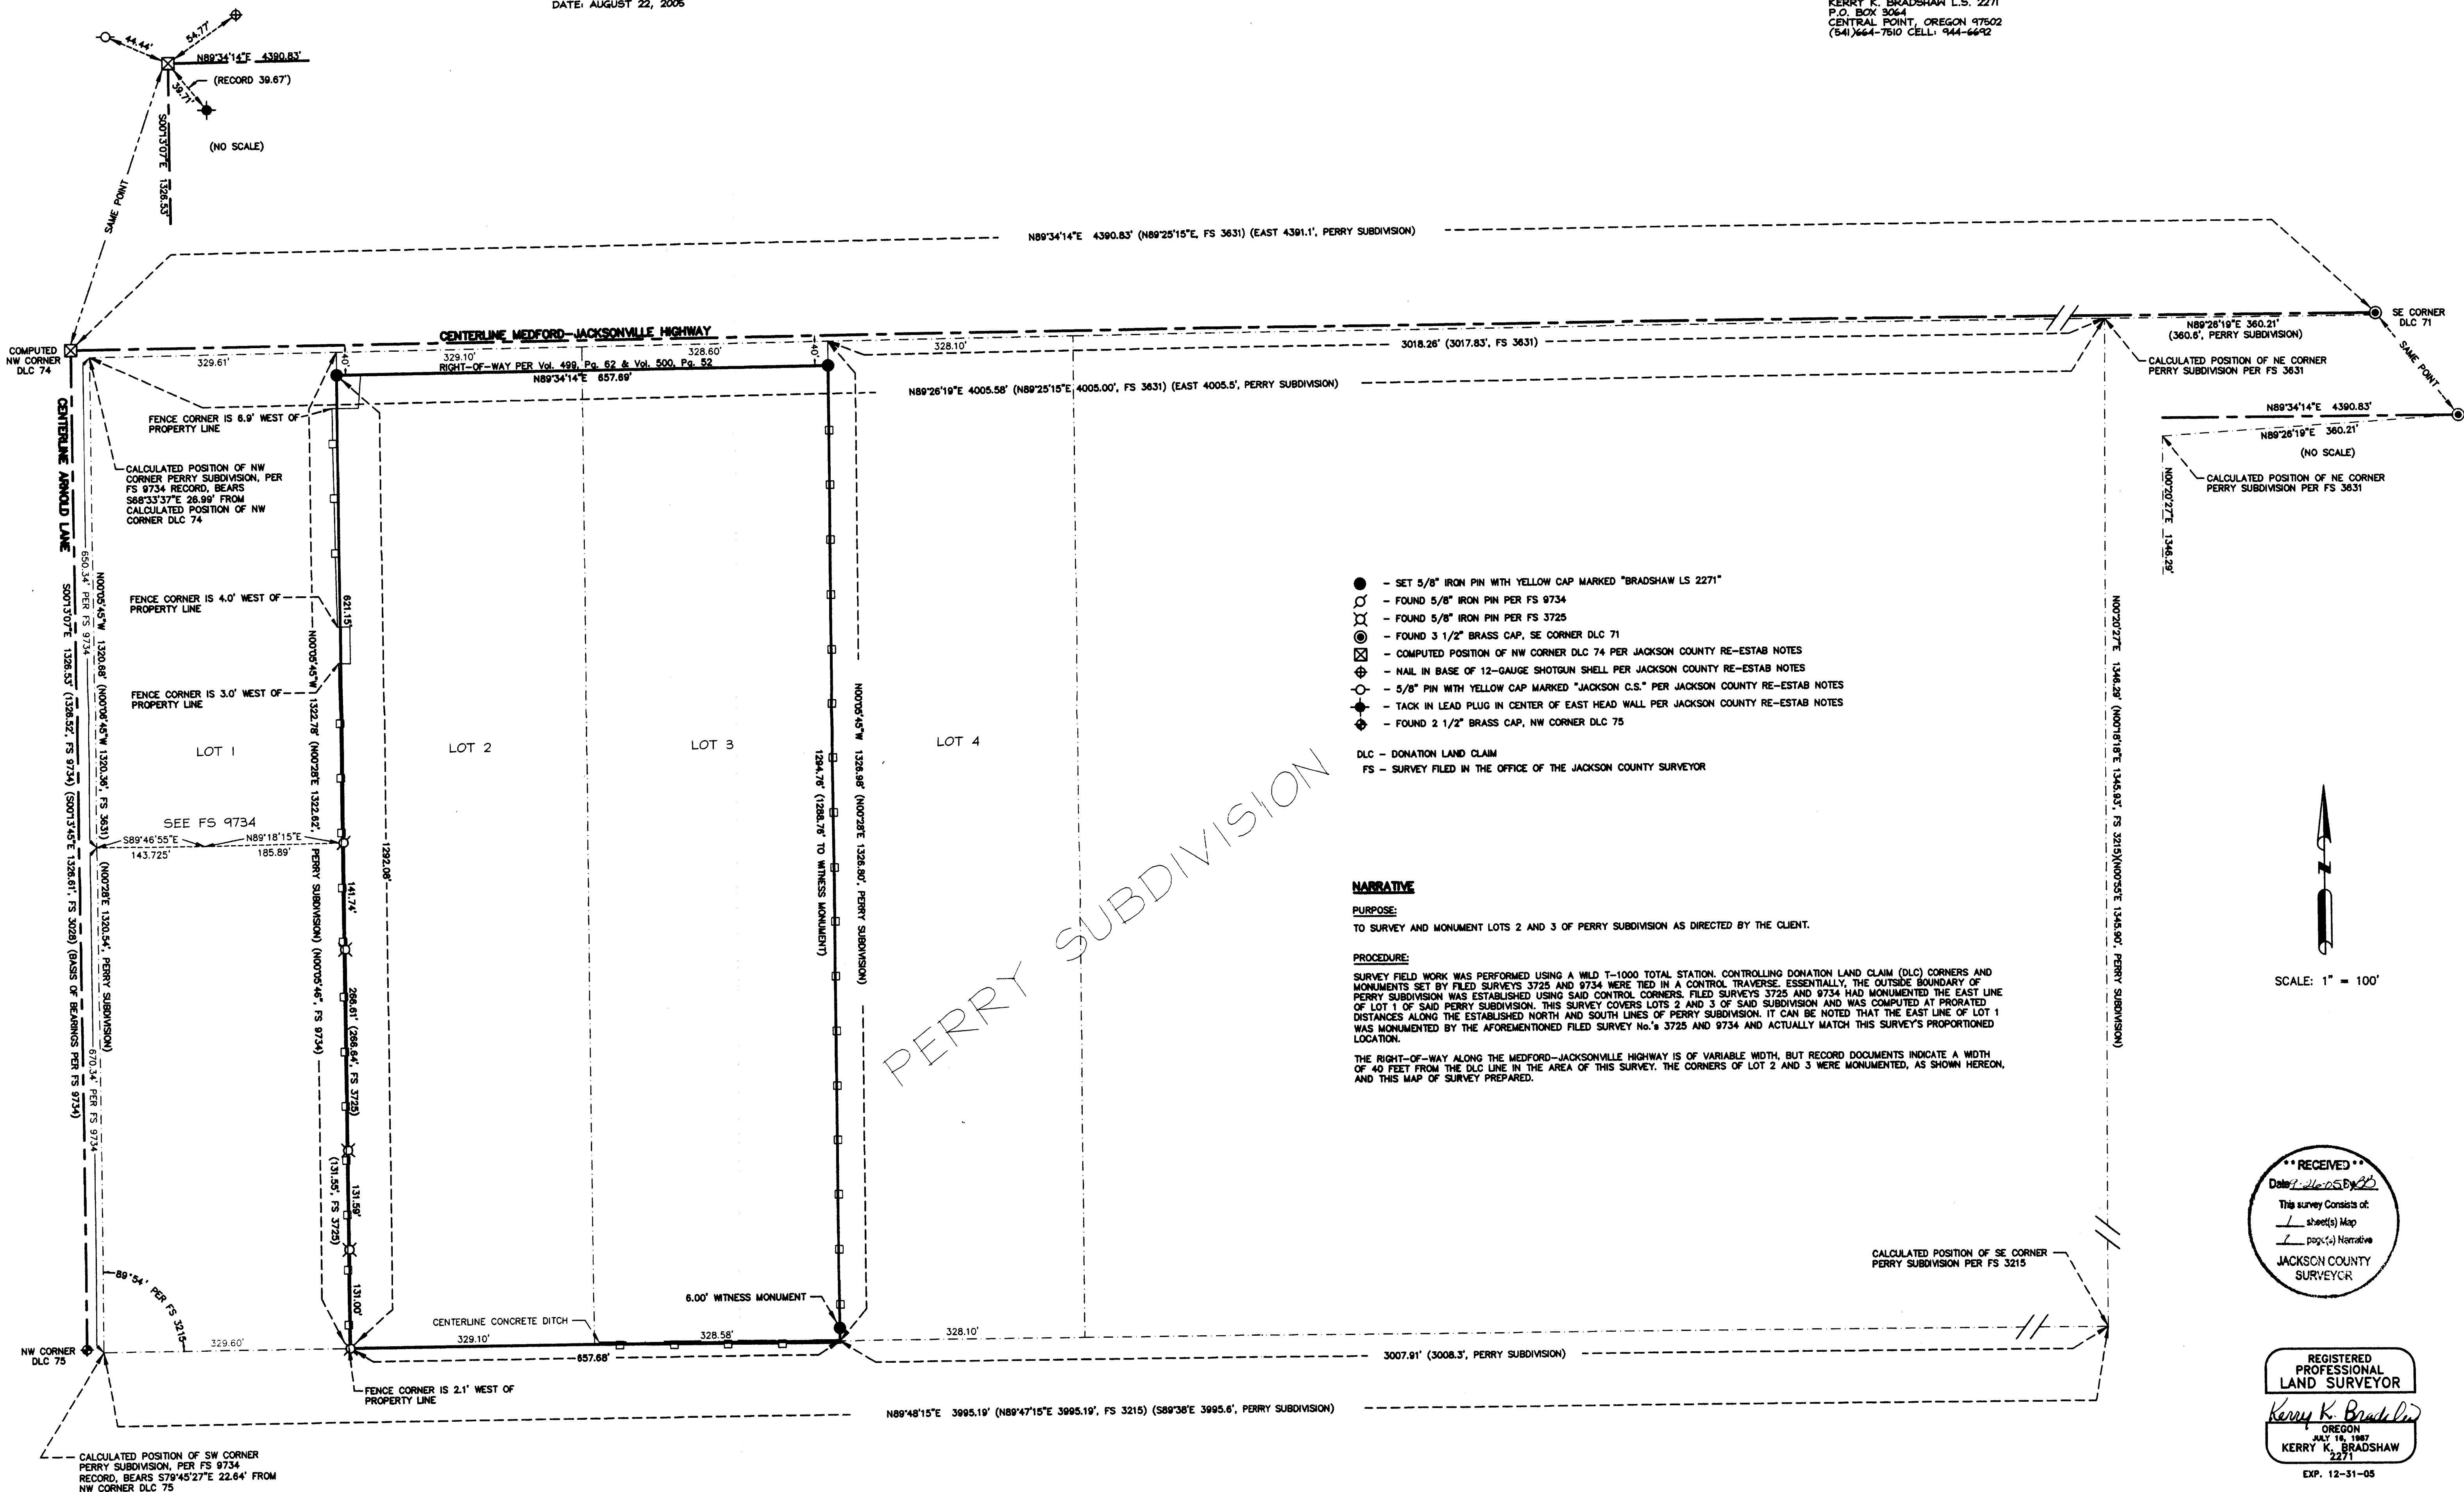 DATE: AUGUST 22, 2005
KERRY K. BRADSHAW L.S. 2271
P.O. BOX 3064
CENTRAL POINT, OREGON 97502
(541)664-7510 CELL: 944-6692
44.44'
54.77'
N89°34'14"E 4390.83'
(RECORD 39.67')
39.71'
S00°13'07"E 1326.53'
(NO SCALE)
SAME POINT
N89°34'14"E 4390.83' (N89°25'15"E, FS 3631) (EAST 4391.1', PERRY SUBDIVISION)
COMPUTED
NW CORNER
DLC 74
CENTERLINE MEDFORD-JACKSONVILLE HIGHWAY
329.61'
40'
329.10'
328.60'
40'
328.10'
RIGHT-OF-WAY PER Vol. 499, Pg. 62 & Vol. 500, Pg. 52
N89°34'14"E 657.69'
3018.26' (3017.83', FS 3631)
N89°26'19"E 4005.58' (N89°25'15"E, 4005.00', FS 3631) (EAST 4005.5', PERRY SUBDIVISION)
N89°26'19"E 360.21'
(360.6', PERRY SUBDIVISION)
SE CORNER
DLC 71
CALCULATED POSITION OF NE CORNER
PERRY SUBDIVISION PER FS 3631
SAME POINT
N89°34'14"E 4390.83'
N89°26'19"E 360.21'
(NO SCALE)
CALCULATED POSITION OF NE CORNER
PERRY SUBDIVISION PER FS 3631
N00°20'27"E 1346.29'
FENCE CORNER IS 6.9' WEST OF
PROPERTY LINE
CALCULATED POSITION OF NW
CORNER PERRY SUBDIVISION, PER
FS 9734 RECORD, BEARS
S68°33'37"E 26.99' FROM
CALCULATED POSITION OF NW
CORNER DLC 74
CENTERLINE ARNOLD LANE
S00°13'07"E 1326.53' (1326.52', FS 9734) (S00°13'45"E 1326.61', FS 3028) (BASIS OF BEARINGS PER FS 9734)
650.34' PER FS 9734
670.34' PER FS 9734
N00°05'45"W 1320.68' (N00°06'45"W 1320.36', FS 3631) (N00°28'E 1320.54', PERRY SUBDIVISION)
FENCE CORNER IS 4.0' WEST OF
PROPERTY LINE
FENCE CORNER IS 3.0' WEST OF
PROPERTY LINE
LOT 1
LOT 2
LOT 3
LOT 4
SEE FS 9734
S89°46'55"E
143.725'
N89°18'15"E
185.89'
N00°05'45"W 1322.78' (N00°28'E 1322.62', PERRY SUBDIVISION) (N00°05'46", FS 9734)
621.15'
141.74'
266.61' (266.64', FS 3725)
131.59'
(131.55', FS 3725)
131.00'
1292.06'
1294.76' (1288.76' TO WITNESS MONUMENT)
N00°05'45"W 1326.98' (N00°28'E 1326.80', PERRY SUBDIVISION)
PERRY SUBDIVISION
- SET 5/8" IRON PIN WITH YELLOW CAP MARKED "BRADSHAW LS 2271"
- FOUND 5/8" IRON PIN PER FS 9734
- FOUND 5/8" IRON PIN PER FS 3725
- FOUND 3 1/2" BRASS CAP, SE CORNER DLC 71
- COMPUTED POSITION OF NW CORNER DLC 74 PER JACKSON COUNTY RE-ESTAB NOTES
- NAIL IN BASE OF 12-GAUGE SHOTGUN SHELL PER JACKSON COUNTY RE-ESTAB NOTES
- 5/8" PIN WITH YELLOW CAP MARKED "JACKSON C.S." PER JACKSON COUNTY RE-ESTAB NOTES
- TACK IN LEAD PLUG IN CENTER OF EAST HEAD WALL PER JACKSON COUNTY RE-ESTAB NOTES
- FOUND 2 1/2" BRASS CAP, NW CORNER DLC 75
DLC - DONATION LAND CLAIM
FS - SURVEY FILED IN THE OFFICE OF THE JACKSON COUNTY SURVEYOR
NARRATIVE
PURPOSE:
TO SURVEY AND MONUMENT LOTS 2 AND 3 OF PERRY SUBDIVISION AS DIRECTED BY THE CLIENT.
PROCEDURE:
SURVEY FIELD WORK WAS PERFORMED USING A WILD T-1000 TOTAL STATION. CONTROLLING DONATION LAND CLAIM (DLC) CORNERS AND
MONUMENTS SET BY FILED SURVEYS 3725 AND 9734 WERE TIED IN A CONTROL TRAVERSE. ESSENTIALLY, THE OUTSIDE BOUNDARY OF
PERRY SUBDIVISION WAS ESTABLISHED USING SAID CONTROL CORNERS. FILED SURVEYS 3725 AND 9734 HAD MONUMENTED THE EAST LINE
OF LOT 1 OF SAID PERRY SUBDIVISION. THIS SURVEY COVERS LOTS 2 AND 3 OF SAID SUBDIVISION AND WAS COMPUTED AT PRORATED
DISTANCES ALONG THE ESTABLISHED NORTH AND SOUTH LINES OF PERRY SUBDIVISION. IT CAN BE NOTED THAT THE EAST LINE OF LOT 1
WAS MONUMENTED BY THE AFOREMENTIONED FILED SURVEY No.'s 3725 AND 9734 AND ACTUALLY MATCH THIS SURVEY'S PROPORTIONED
LOCATION.
THE RIGHT-OF-WAY ALONG THE MEDFORD-JACKSONVILLE HIGHWAY IS OF VARIABLE WIDTH, BUT RECORD DOCUMENTS INDICATE A WIDTH
OF 40 FEET FROM THE DLC LINE IN THE AREA OF THIS SURVEY. THE CORNERS OF LOT 2 AND 3 WERE MONUMENTED, AS SHOWN HEREON,
AND THIS MAP OF SURVEY PREPARED.
N00°20'27"E 1346.29' (N00°18'18"E 1345.93', FS 3215)(N00°55'E 1345.90', PERRY SUBDIVISION)
N
SCALE: 1" = 100'
** RECEIVED **
Date 9-26-05 By
This survey Consists of:
1 sheet(s) Map
page(s) Narrative
JACKSON COUNTY
SURVEYOR
CALCULATED POSITION OF SE CORNER
PERRY SUBDIVISION PER FS 3215
89°54' PER FS 3215
6.00' WITNESS MONUMENT
CENTERLINE CONCRETE DITCH
NW CORNER
DLC 75
329.60'
329.10'
328.58'
328.10'
657.68'
3007.91' (3008.3', PERRY SUBDIVISION)
FENCE CORNER IS 2.1' WEST OF
PROPERTY LINE
N89°48'15"E 3995.19' (N89°47'15"E 3995.19', FS 3215) (S89°38'E 3995.6', PERRY SUBDIVISION)
CALCULATED POSITION OF SW CORNER
PERRY SUBDIVISION, PER FS 9734
RECORD, BEARS S79°45'27"E 22.64' FROM
NW CORNER DLC 75
REGISTERED
PROFESSIONAL
LAND SURVEYOR
Kerry K. Bradshaw
OREGON
JULY 16, 1987
KERRY K. BRADSHAW
2271
EXP. 12-31-05